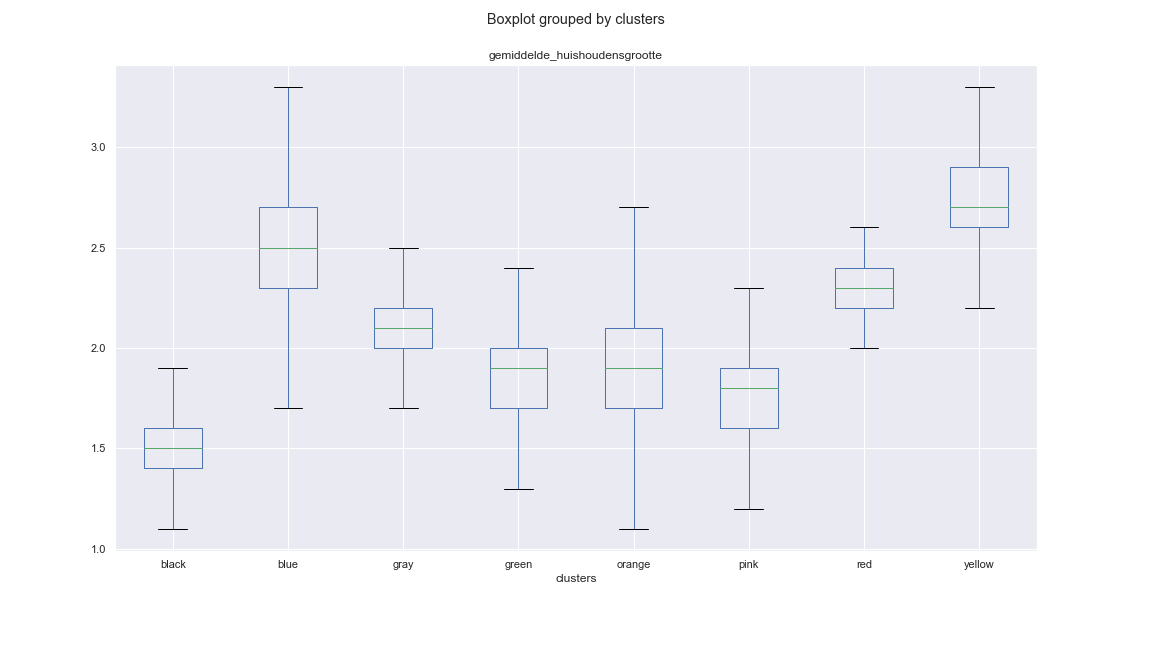 Boxplot grouped by clusters
gemiddelde_huishoudensgrootte
3.0
2.5
2.0
1.5
1.0
black blue gray green orange pink red yellow
clusters